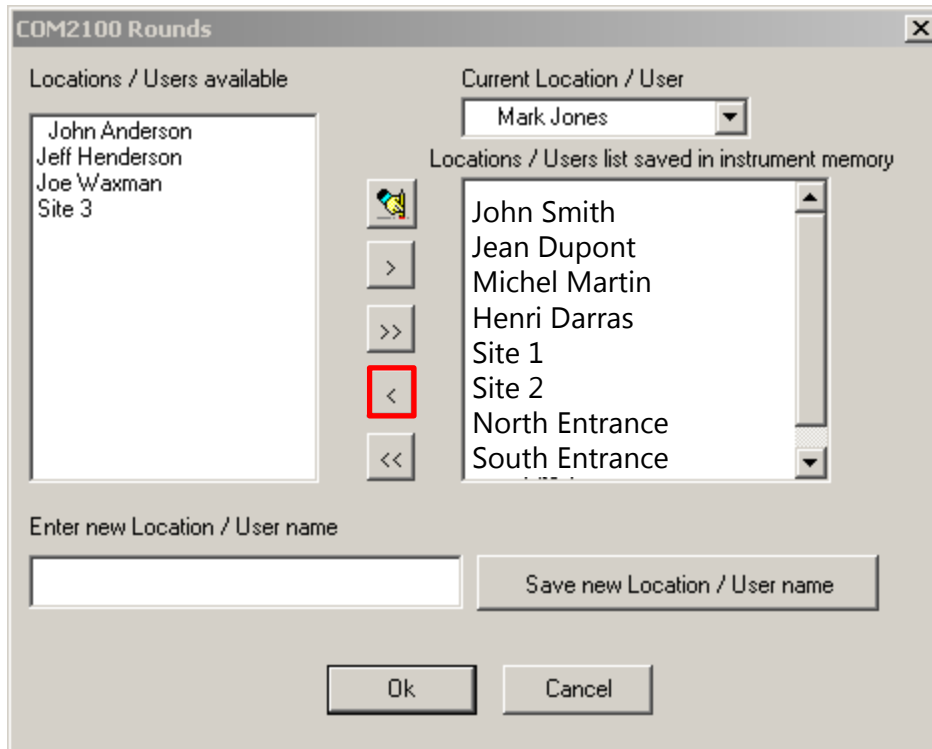 COM2100 Rounds
Locations / Users available
John Anderson
Jeff Henderson
Joe Waxman
Site 3
>
>>
<
<<
Current Location / User
Mark Jones
Locations / Users list saved in instrument memory
John Smith
Jean Dupont
Michel Martin
Henri Darras
Site 1
Site 2
North Entrance
South Entrance
Enter new Location / User name
Save new Location / User name
Ok
Cancel